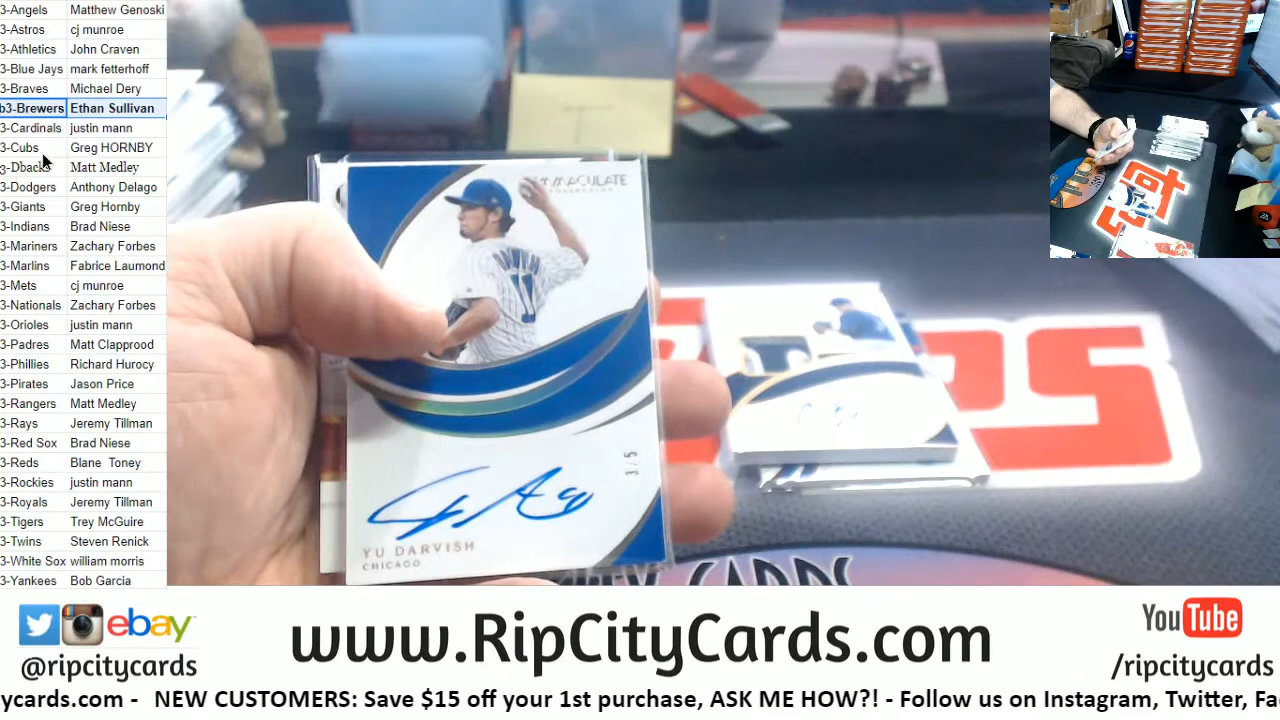 3-Angels Matthew Genoski
3-Astros cj munroe
3-Athletics John Craven
3-Blue Jays mark fetterhoff
3-Braves Michael Dery
b3-Brewers Ethan Sullivan
3-Cardinals justin mann
3-Cubs Greg HORNBY
3-Dbacks Matt Medley
3-Dodgers Anthony Delago
3-Giants Greg Hornby
3-Indians Brad Niese
3-Mariners Zachary Forbes
3-Marlins Fabrice Laumond
3-Mets cj munroe
3-Nationals Zachary Forbes
3-Orioles justin mann
3-Padres Matt Clapprood
3-Phillies Richard Hurocy
3-Pirates Jason Price
3-Rangers Matt Medley
3-Rays Jeremy Tillman
3-Red Sox Brad Niese
3-Reds Blane Toney
3-Rockies justin mann
3-Royals Jeremy Tillman
3-Tigers Trey McGuire
3-Twins Steven Renick
3-White Sox william morris
3-Yankees Bob Garcia
IMMACULATE
COLLECTION
DARVISH
11
3/5
YU DARVISH
CHICAGO
CARDS
ebay
@ripcitycards
www.RipCityCards.com
YouTube
/ripcitycards
ycards.com - NEW CUSTOMERS: Save $15 off your 1st purchase, ASK ME HOW?! - Follow us on Instagram, Twitter, Fa